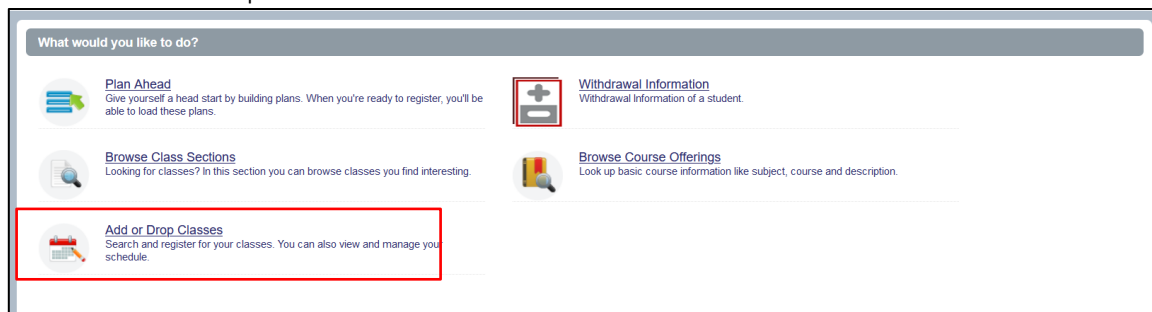 What would you like to do?
Plan Ahead
Give yourself a head start by building plans. When you're ready to register, you'll be
able to load these plans.
Withdrawal Information
Withdrawal Information of a student.
Browse Class Sections
Looking for classes? In this section you can browse classes you find interesting.
Browse Course Offerings
Look up basic course information like subject, course and description.
Add or Drop Classes
Search and register for your classes. You can also view and manage your
schedule.